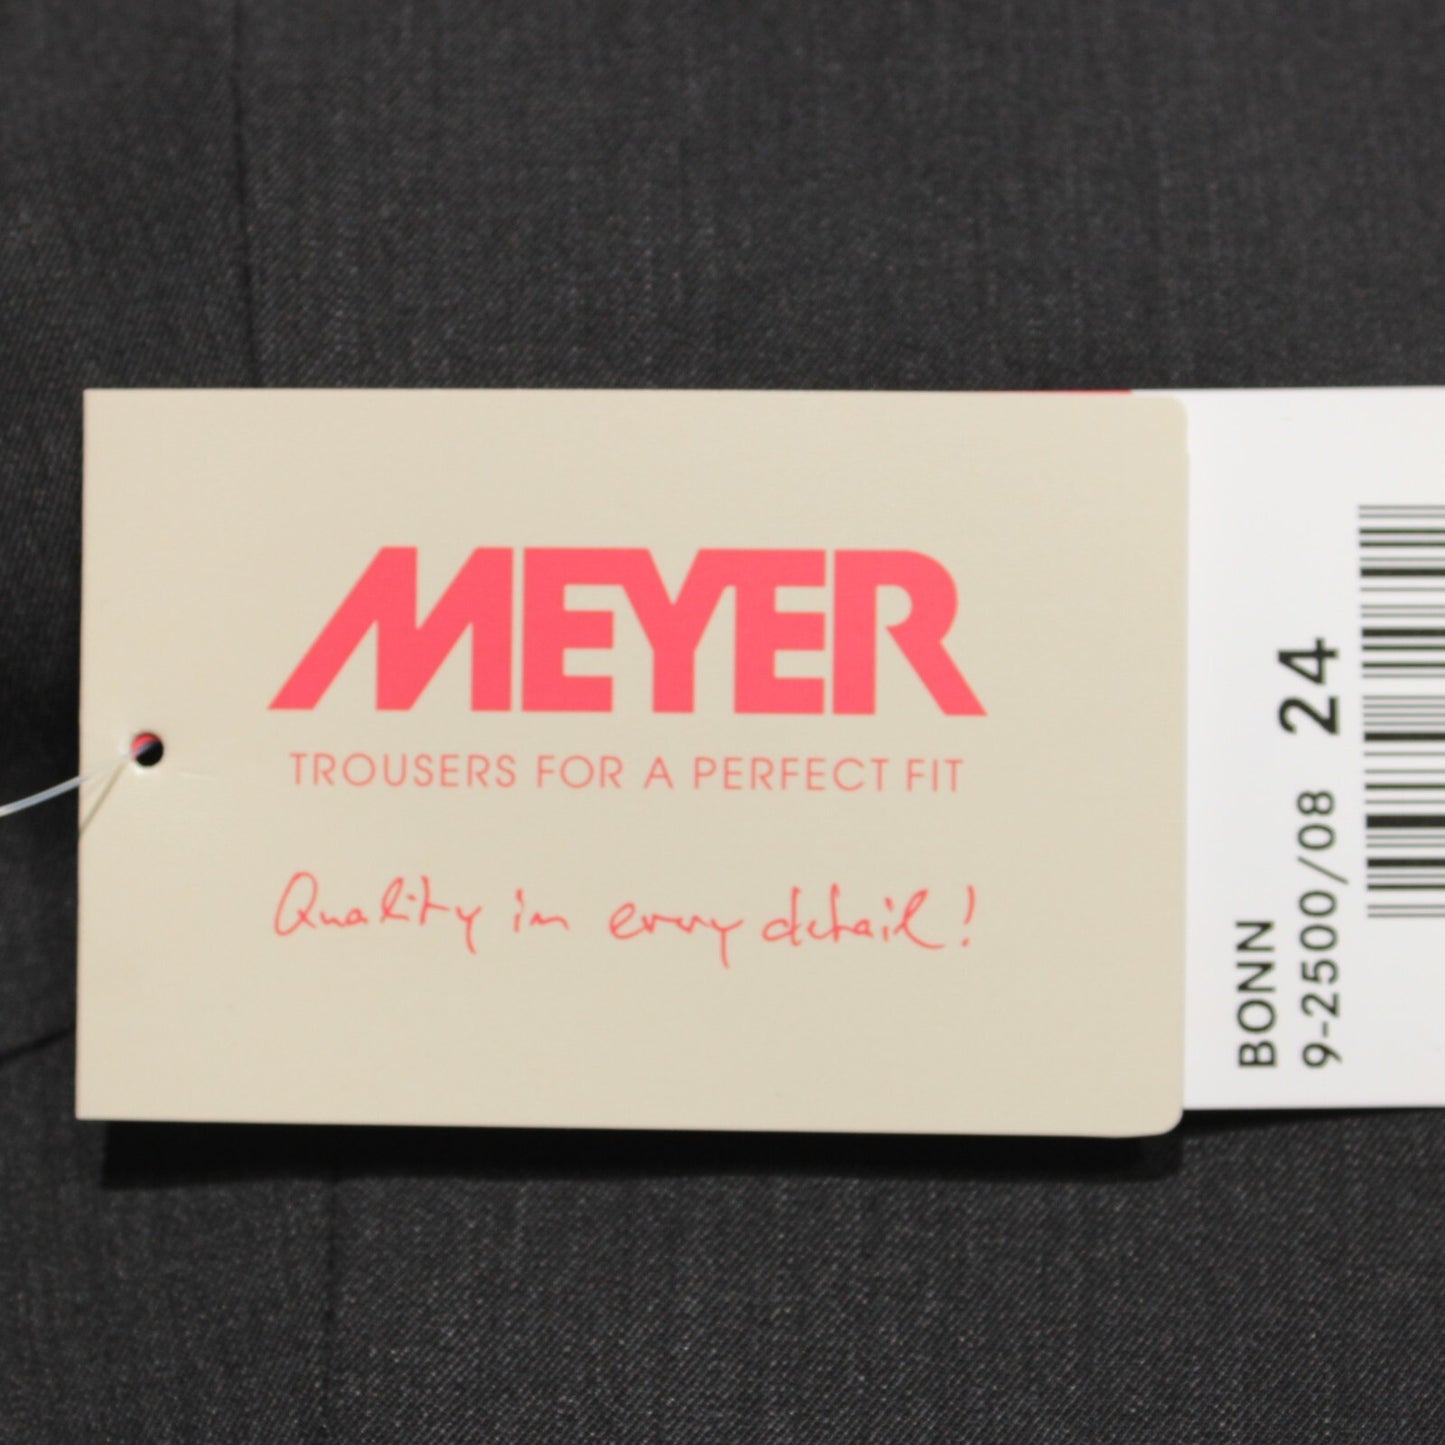 MEYER
TROUSERS FOR A PERFECT FIT
Quality in every detail!
BONN
9-2500/08 24